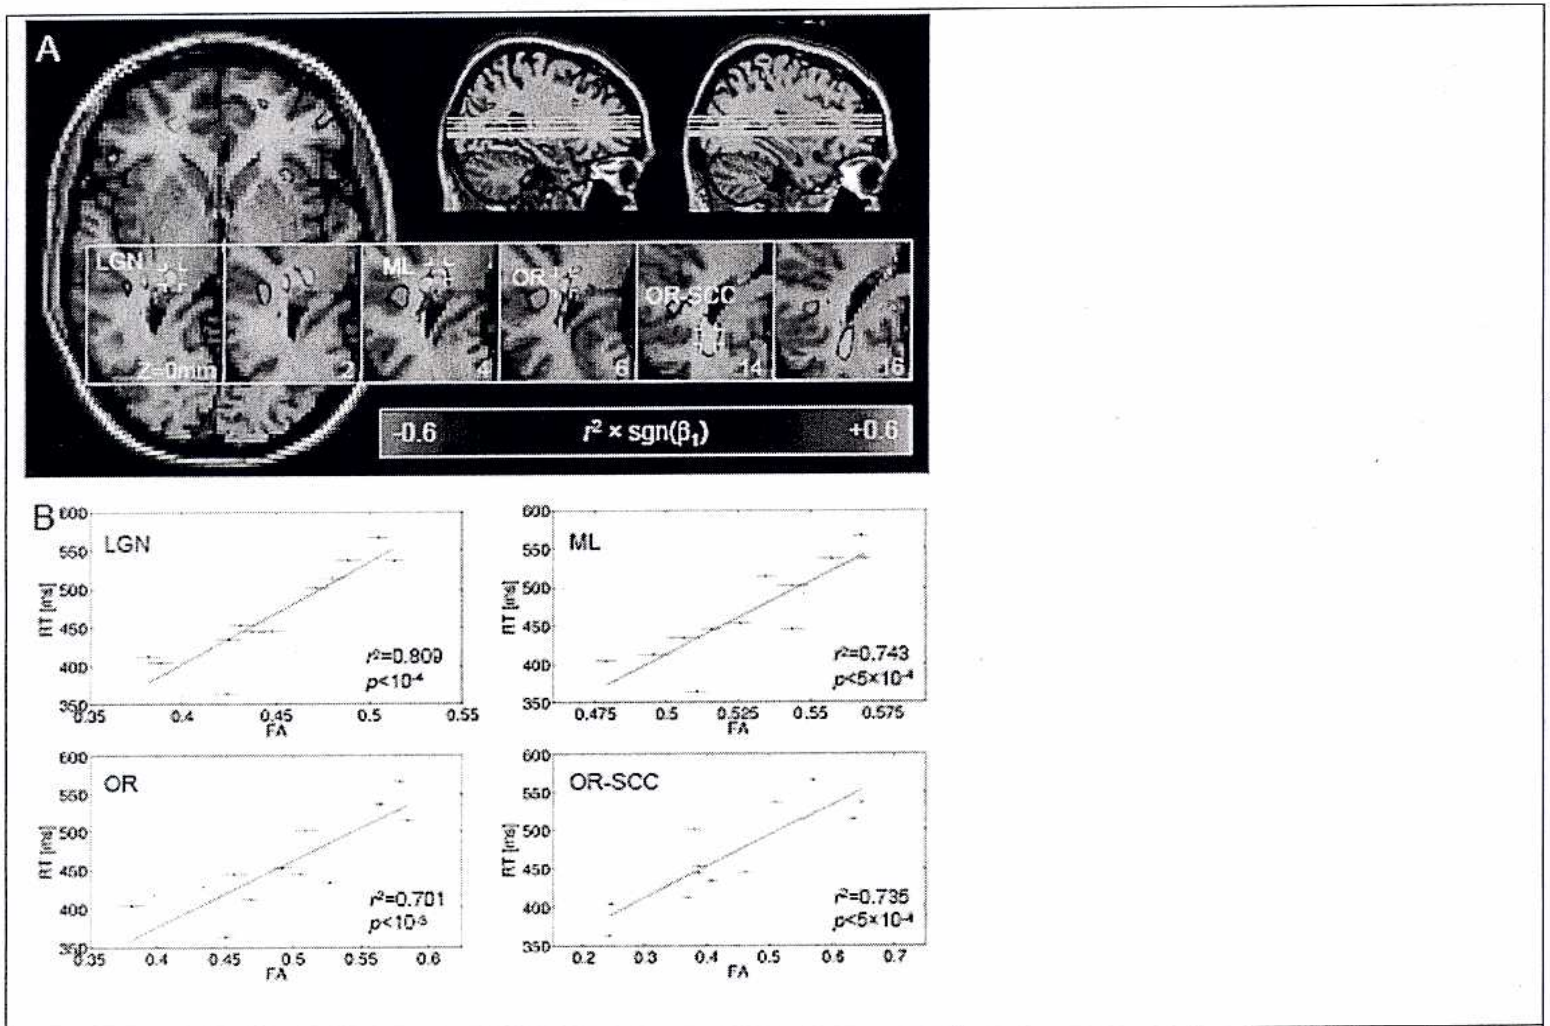 A
LGN
ML
OR
OR-SCC
Z=0mm
2
4
6
14
16
-0.6
r² × sgn(β₁)
+0.6
B
LGN
600
550
500
450
400
350
RT [ms]
r²=0.809
p<10⁻⁴
0.35
0.4
0.45
0.5
0.55
FA
ML
600
550
500
450
400
350
RT [ms]
r²=0.743
p<5×10⁻⁴
0.475
0.5
0.525
0.55
0.575
FA
OR
600
550
500
450
400
350
RT [ms]
r²=0.701
p<10⁻³
0.35
0.4
0.45
0.5
0.55
0.6
FA
OR-SCC
600
550
500
450
400
350
RT [ms]
r²=0.735
p<5×10⁻⁴
0.2
0.3
0.4
0.5
0.6
0.7
FA